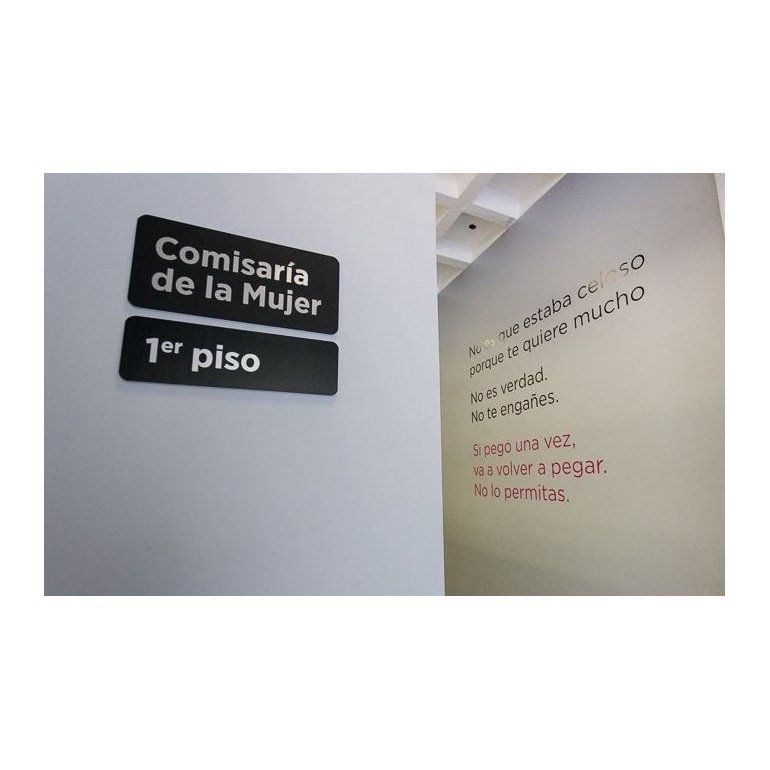 Comisaría
de la Mujer
1er piso
No es que estaba celoso
porque te quiere mucho
No es verdad.
No te engañes.
Si pegó una vez,
va a volver a pegar.
No lo permitas.